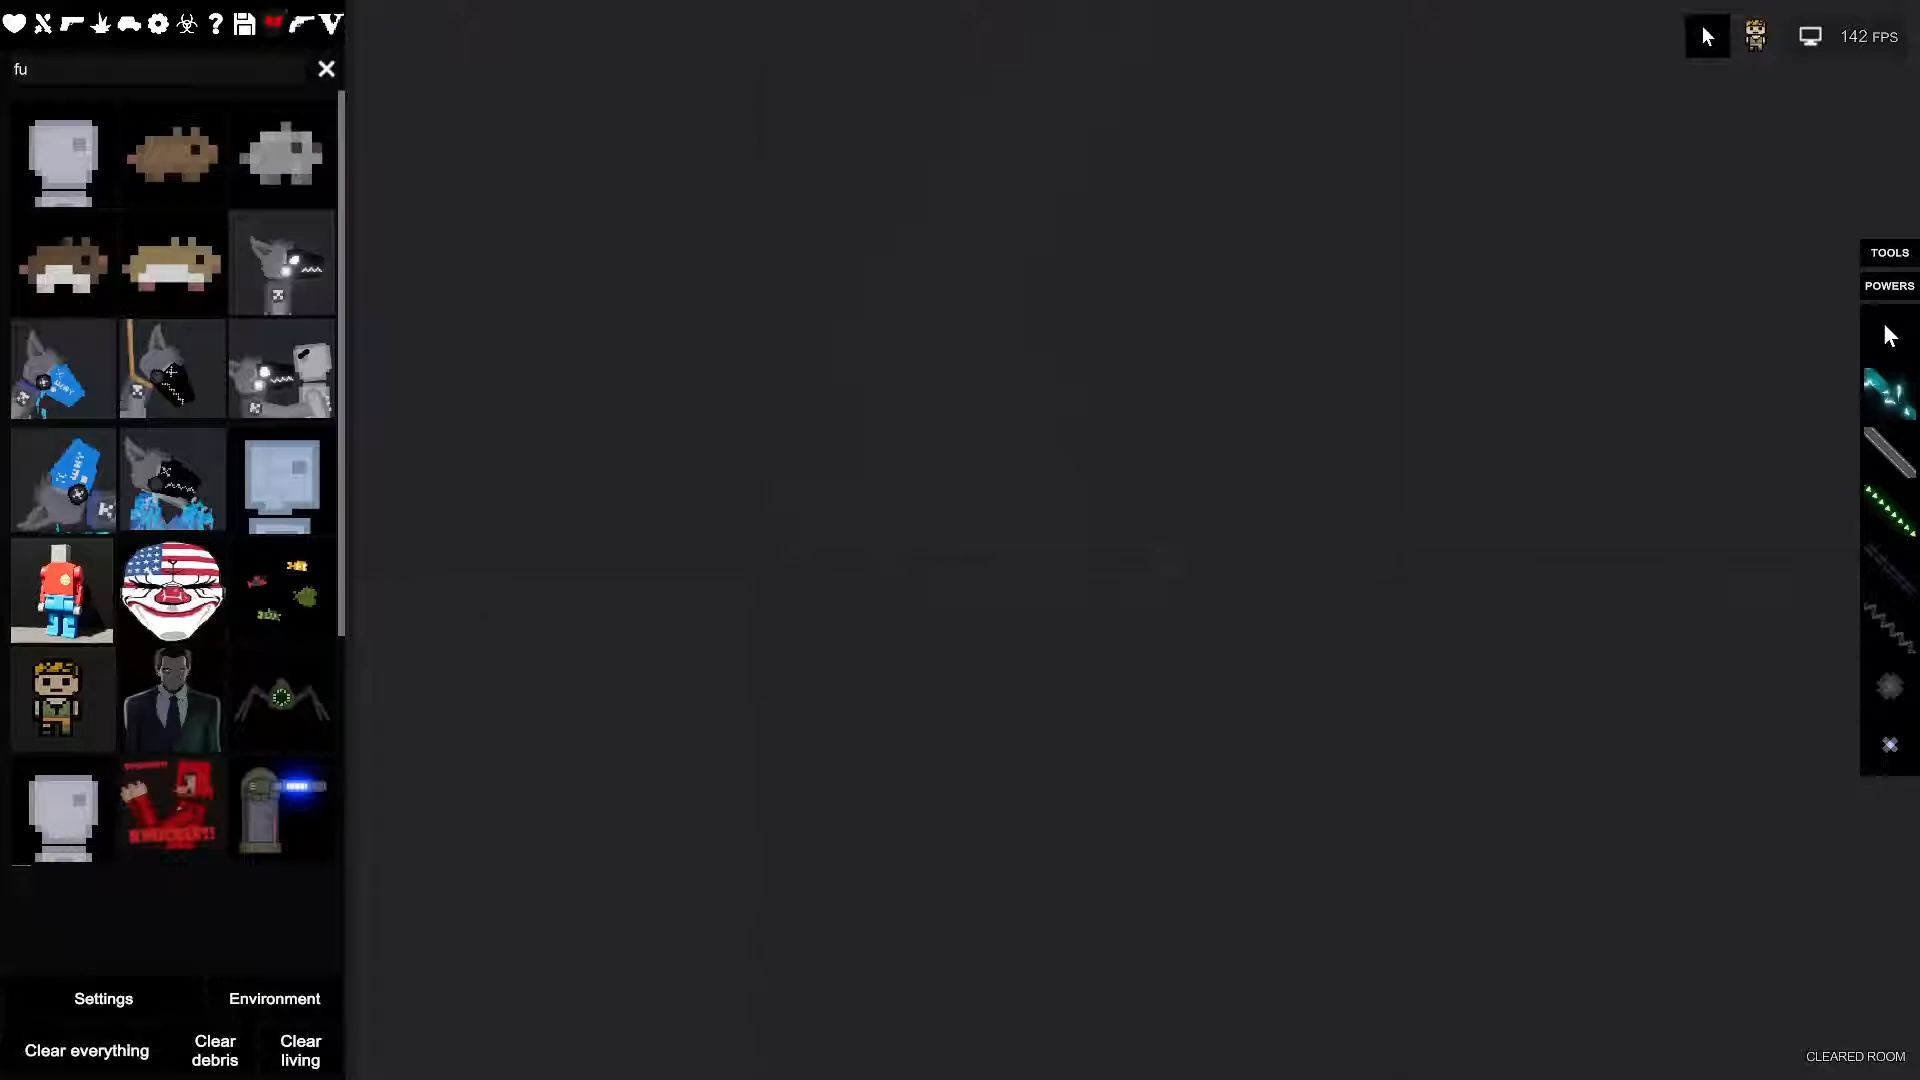 fu
142 FPS
TOOLS
POWERS
Settings
Environment
Clear everything
Clear debris
Clear living
CLEARED ROOM